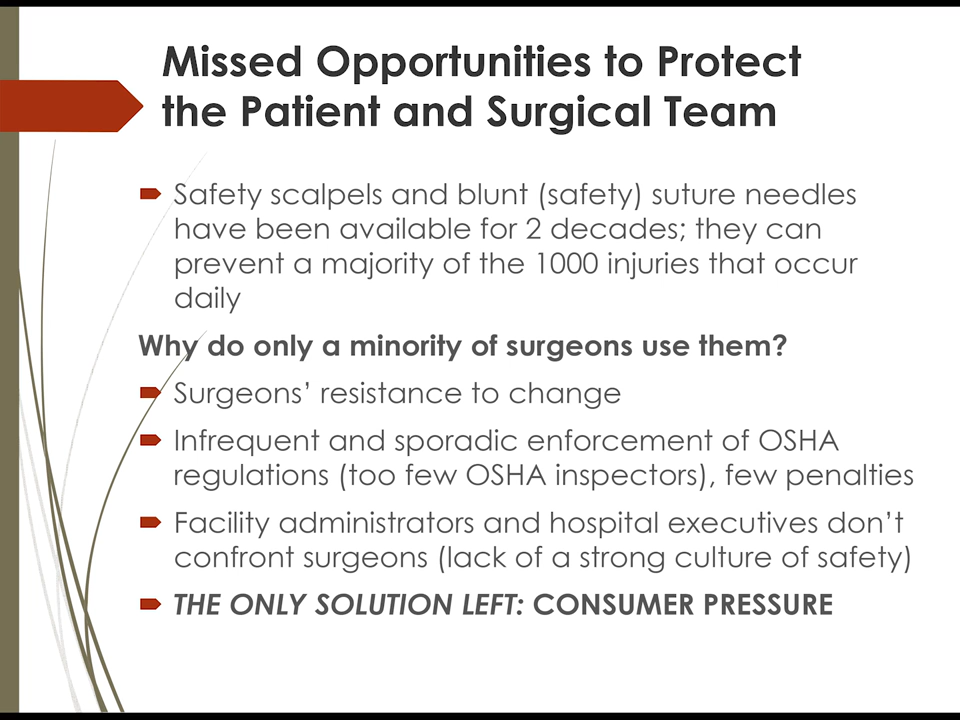 Missed Opportunities to Protect
the Patient and Surgical Team
Safety scalpels and blunt (safety) suture needles
have been available for 2 decades; they can
prevent a majority of the 1000 injuries that occur
daily
Why do only a minority of surgeons use them?
Surgeons’ resistance to change
Infrequent and sporadic enforcement of OSHA
regulations (too few OSHA inspectors), few penalties
Facility administrators and hospital executives don’t
confront surgeons (lack of a strong culture of safety)
THE ONLY SOLUTION LEFT: CONSUMER PRESSURE